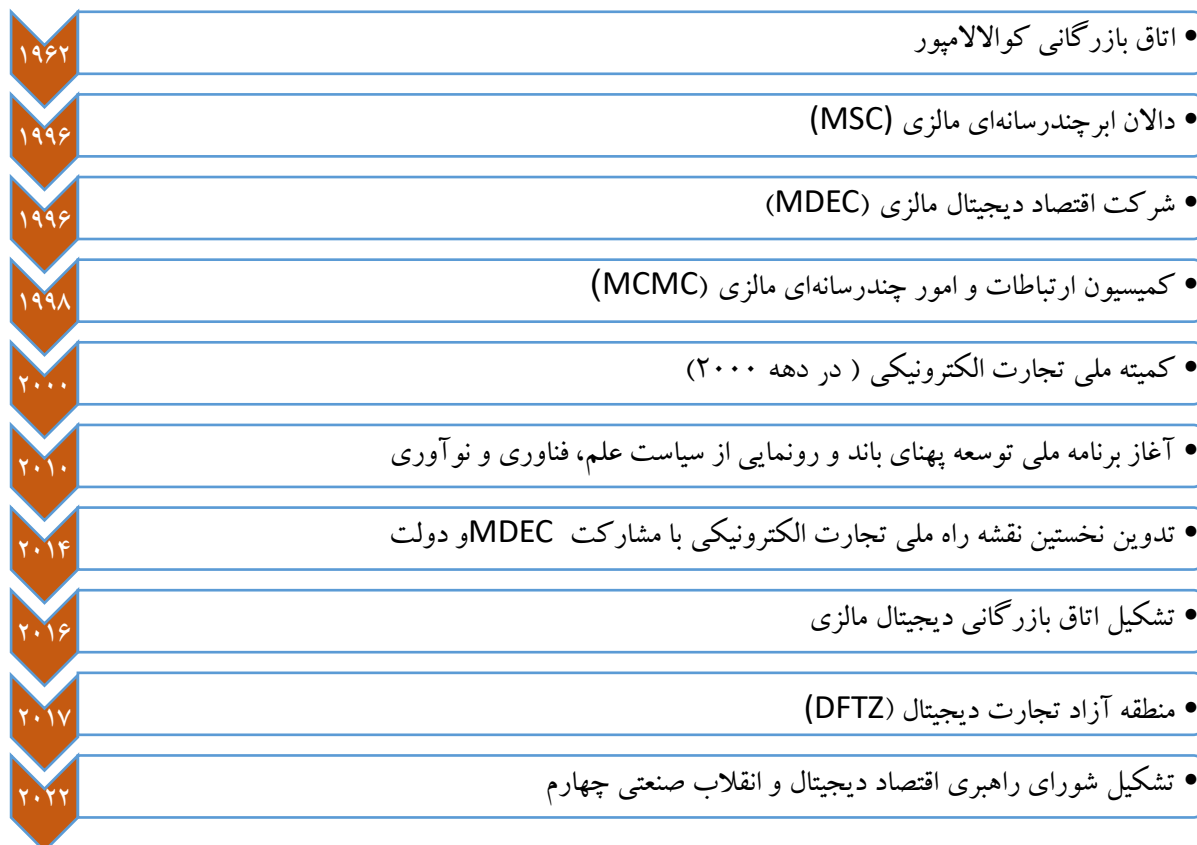 ۱۹۶۲
• اتاق بازرگانی کوالالامپور
۱۹۹۶
• دالان ابرچندرسانه‌ای مالزی (MSC)
۱۹۹۶
• شرکت اقتصاد دیجیتال مالزی (MDEC)
۱۹۹۸
• کمیسیون ارتباطات و امور چندرسانه‌ای مالزی (MCMC)
۲۰۰۰
• کمیته ملی تجارت الکترونیکی ( در دهه ۲۰۰۰)
۲۰۱۰
• آغاز برنامه ملی توسعه پهنای باند و رونمایی از سیاست علم، فناوری و نوآوری
۲۰۱۴
• تدوین نخستین نقشه راه ملی تجارت الکترونیکی با مشارکت MDECو دولت
۲۰۱۶
• تشکیل اتاق بازرگانی دیجیتال مالزی
۲۰۱۷
• منطقه آزاد تجارت دیجیتال (DFTZ)
۲۰۲۲
• تشکیل شورای راهبری اقتصاد دیجیتال و انقلاب صنعتی چهارم